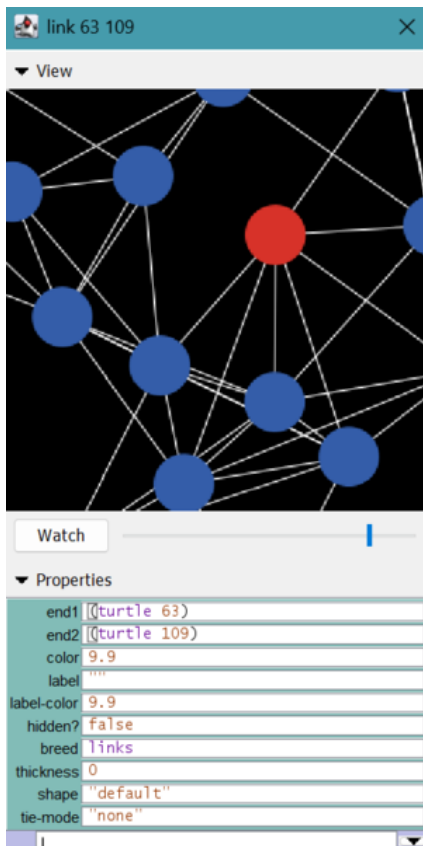 link 63 109
View
Watch
Properties
end1 (turtle 63)
end2 (turtle 109)
color 9.9
label ""
label-color 9.9
hidden? false
breed links
thickness 0
shape "default"
tie-mode "none"